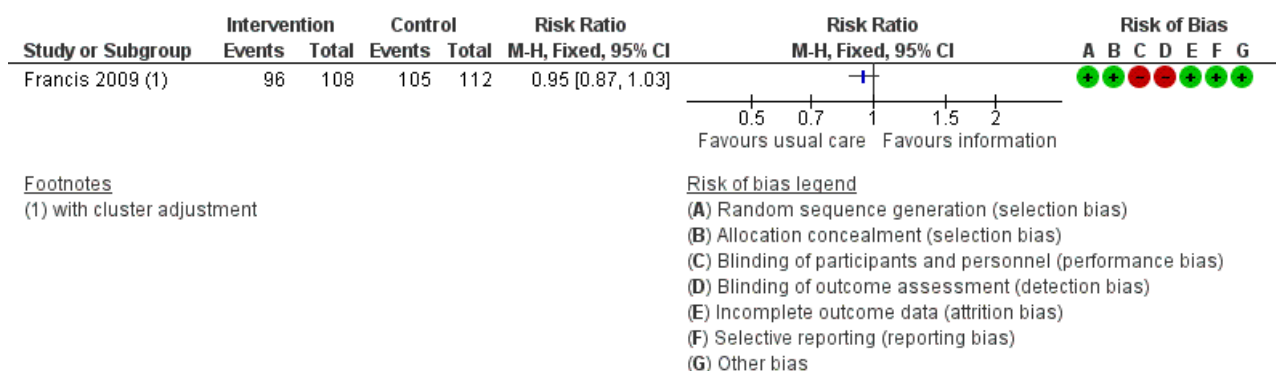 Intervention Control Risk Ratio Risk Ratio Risk of Bias
Study or Subgroup Events Total Events Total M-H, Fixed, 95% CI M-H, Fixed, 95% CI A B C D E F G
Francis 2009 (1) 96 108 105 112 0.95 [0.87, 1.03] + + - - + + +
0.5 0.7 1 1.5 2
Favours usual care Favours information
Footnotes
(1) with cluster adjustment
Risk of bias legend
(A) Random sequence generation (selection bias)
(B) Allocation concealment (selection bias)
(C) Blinding of participants and personnel (performance bias)
(D) Blinding of outcome assessment (detection bias)
(E) Incomplete outcome data (attrition bias)
(F) Selective reporting (reporting bias)
(G) Other bias